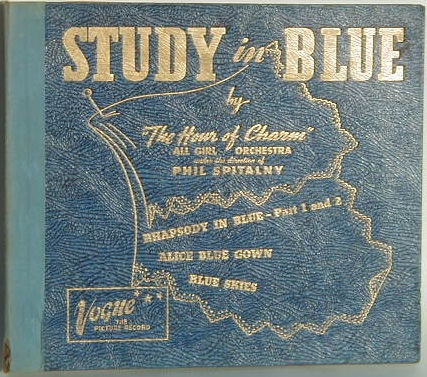 STUDY in BLUE
by
"The Hour of Charm"
ALL GIRL ORCHESTRA
under the direction of
PHIL SPITALNY
RHAPSODY IN BLUE - Part 1 and 2
ALICE BLUE GOWN
BLUE SKIES
VOGUE
THE
PICTURE RECORD